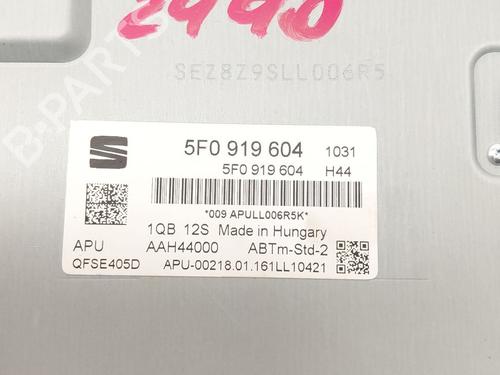 2990
SEZ8Z9SLL006R5
B-PARTS
5F0 919 604 1031
5F0 919 604 H44
*009 APULL006R5K*
1QB 12S Made in Hungary
APU AAH44000 ABTm-Std-2
QFSE405D APU-00218.01.161LL10421